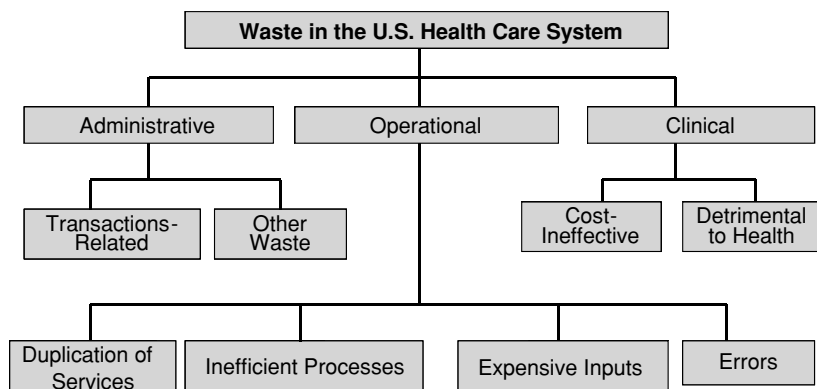 Waste in the U.S. Health Care System
Administrative
Operational
Clinical
Transactions-
Related
Other
Waste
Cost-
Ineffective
Detrimental
to Health
Duplication of
Services
Inefficient Processes
Expensive Inputs
Errors